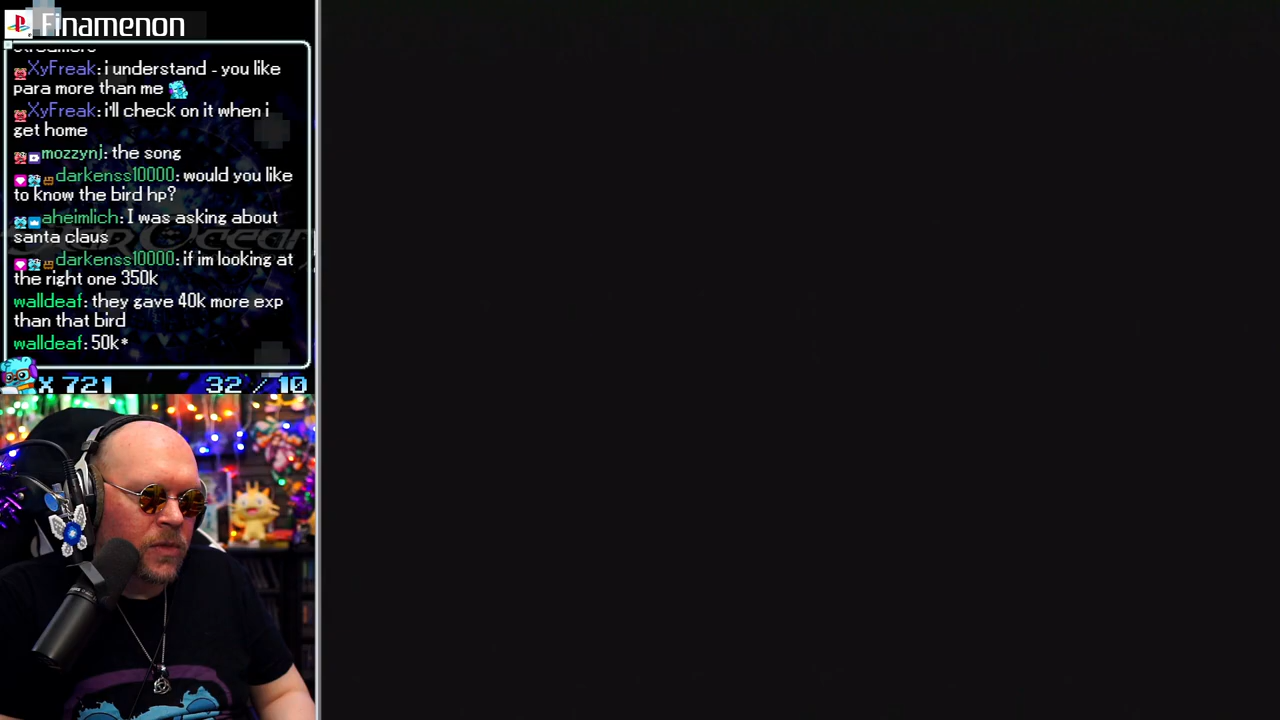 Finamenon
streamers
XyFreak: i understand - you like
para more than me
XyFreak: i'll check on it when i
get home
mozzynj: the song
darkenss10000: would you like
to know the bird hp?
aheimlich: I was asking about
santa claus
darkenss10000: if im looking at
the right one 350k
walldeaf: they gave 40k more exp
than that bird
walldeaf: 50k*
Star Ocean
X 721
32 / 10